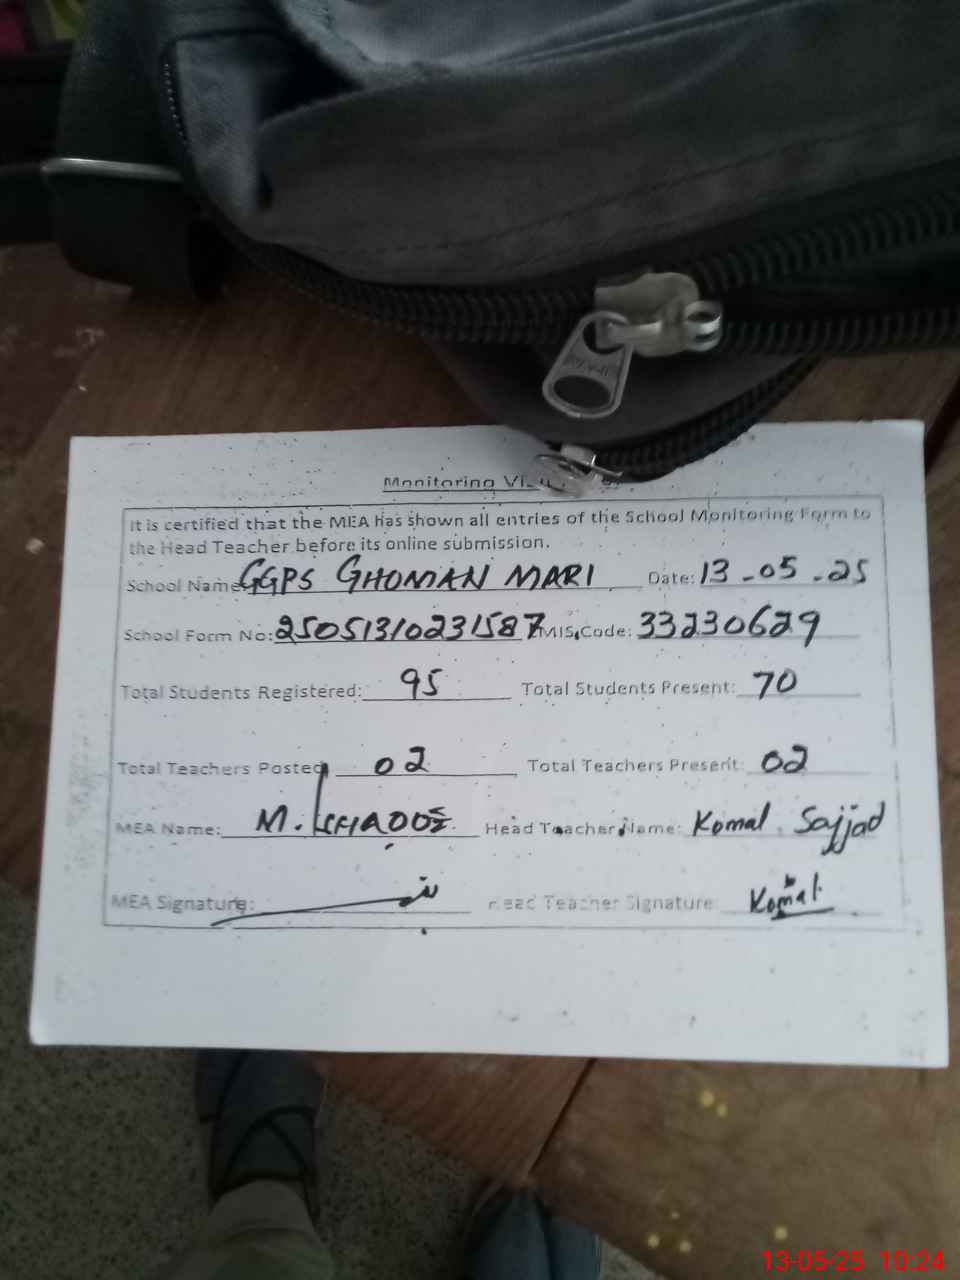 Monitoring
It is certified that the MEA has shown all entries of the School Monitoring Form to
the Head Teacher before its online submission.
School Name GGPS GHOMAN MARI Date: 13-05-25
School Form No: 2505131023 1587 EMIS Code: 33230629
Total Students Registered: 95 Total Students Present: 70
Total Teachers Posted 02 Total Teachers Present: 02
MEA Name: M. Head Teacher Name: Komal Sajjad
MEA Signature: Head Teacher Signature: Komal
13-05-25 10:24